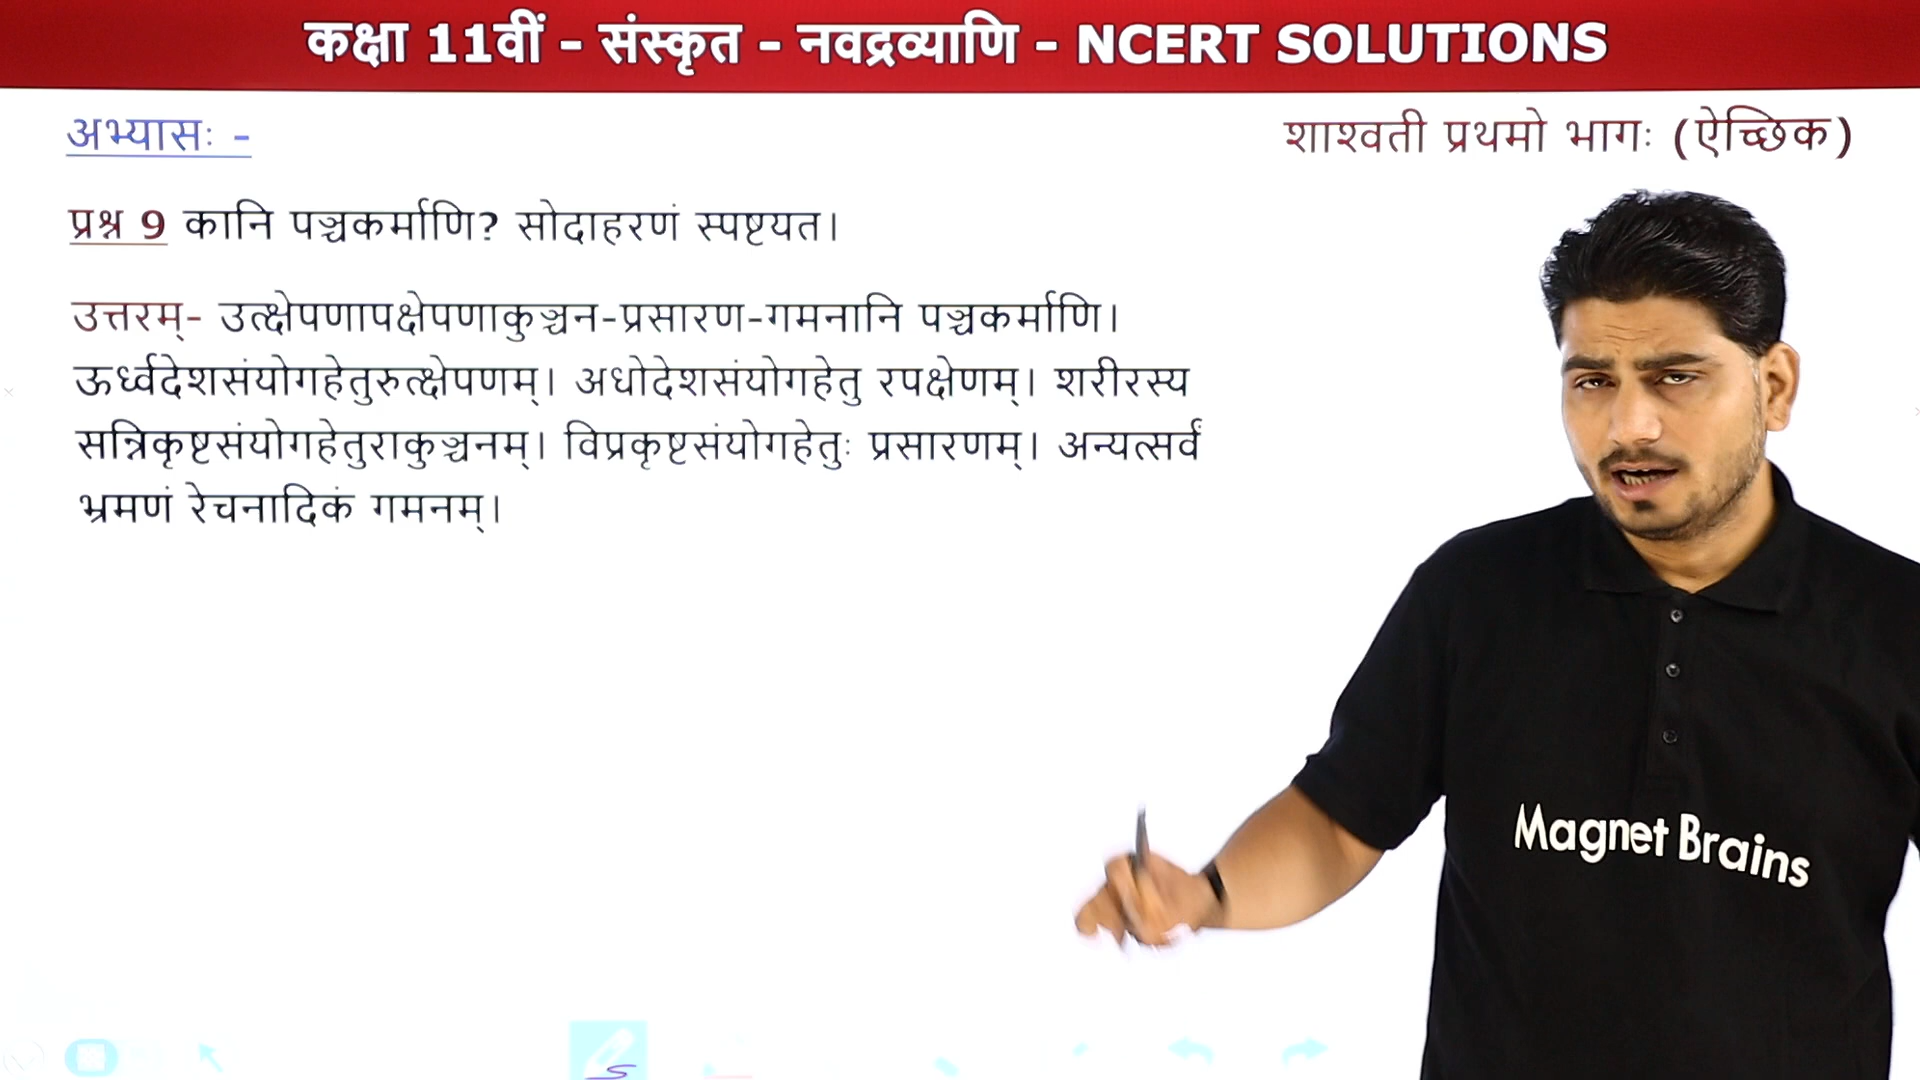 कक्षा 11वीं - संस्कृत - नवद्रव्याणि - NCERT SOLUTIONS
अभ्यासः -
शाश्वती प्रथमो भागः (ऐच्छिक)
प्रश्न 9 कानि पञ्चकर्माणि? सोदाहरणं स्पष्टयत।
उत्तरम्- उत्क्षेपणापक्षेपणाकुञ्चन-प्रसारण-गमनानि पञ्चकर्माणि।
ऊर्ध्वदेशसंयोगहेतुरुत्क्षेपणम्। अधोदेशसंयोगहेतु रपक्षेणम्। शरीरस्य
सन्निकृष्टसंयोगहेतुराकुञ्चनम्। विप्रकृष्टसंयोगहेतुः प्रसारणम्। अन्यत्सर्वं
भ्रमणं रेचनादिकं गमनम्।
Magnet Brains